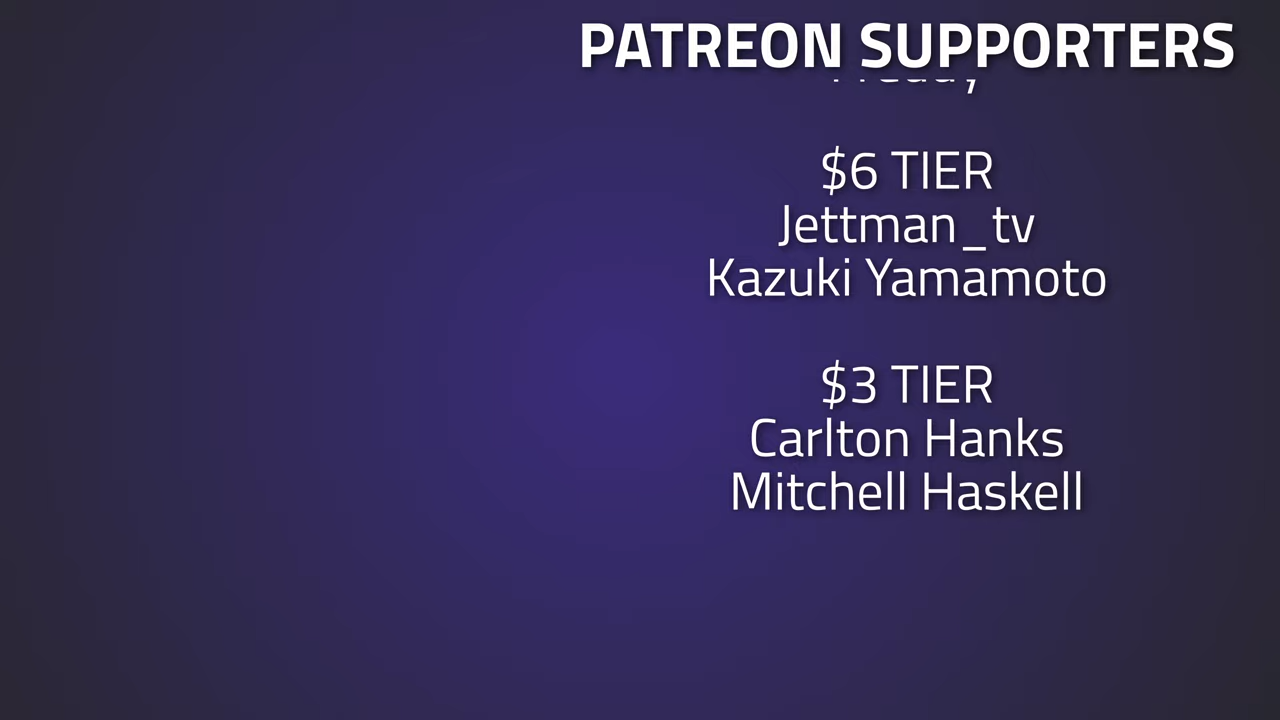 PATREON SUPPORTERS
$6 TIER
Jettman_tv
Kazuki Yamamoto
$3 TIER
Carlton Hanks
Mitchell Haskell